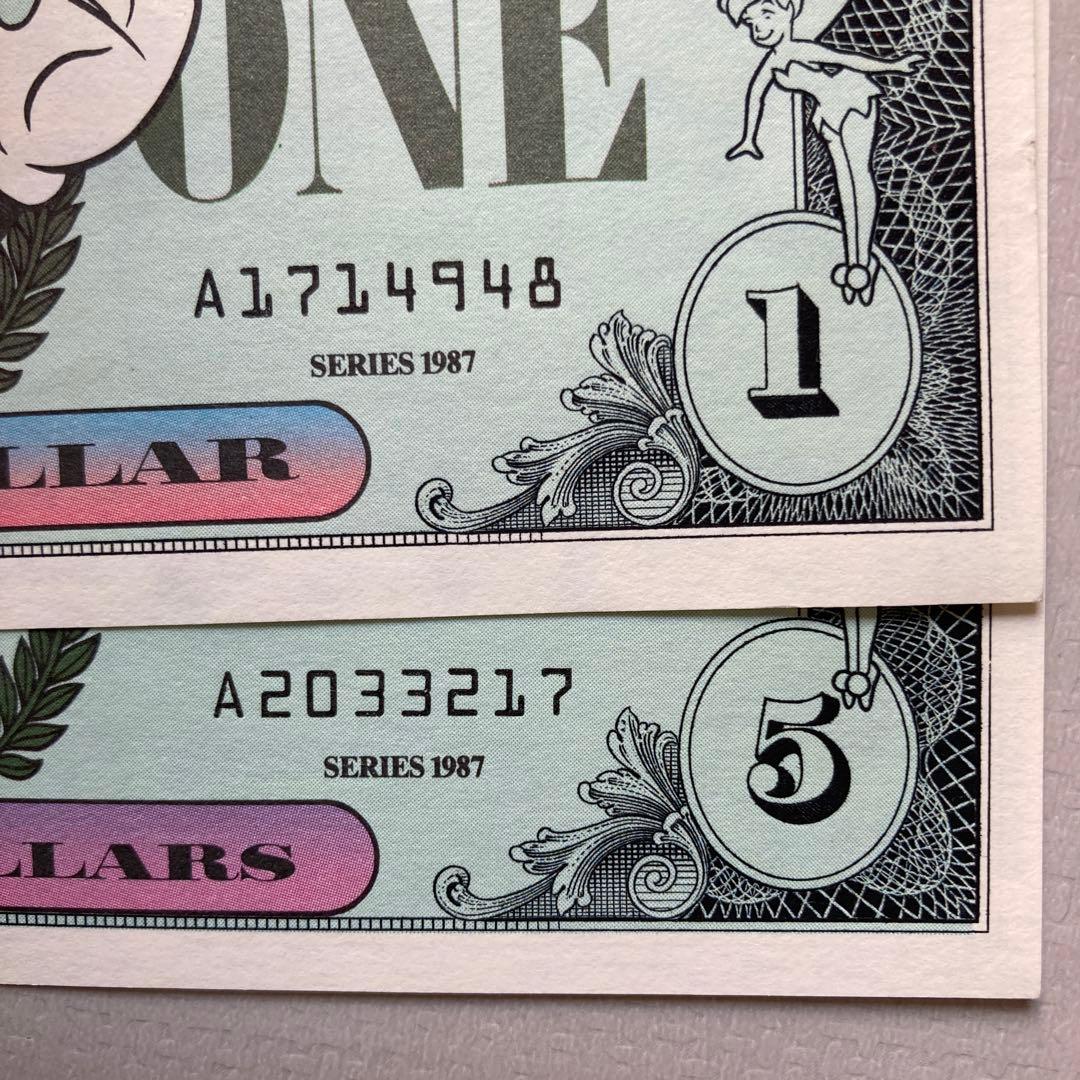 ONE
A1714948
SERIES 1987
1
LLAR
A2033217
SERIES 1987
5
LLARS